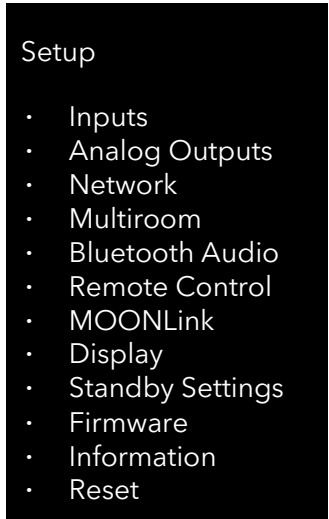 Setup
· Inputs
· Analog Outputs
· Network
· Multiroom
· Bluetooth Audio
· Remote Control
· MOONLink
· Display
· Standby Settings
· Firmware
· Information
· Reset